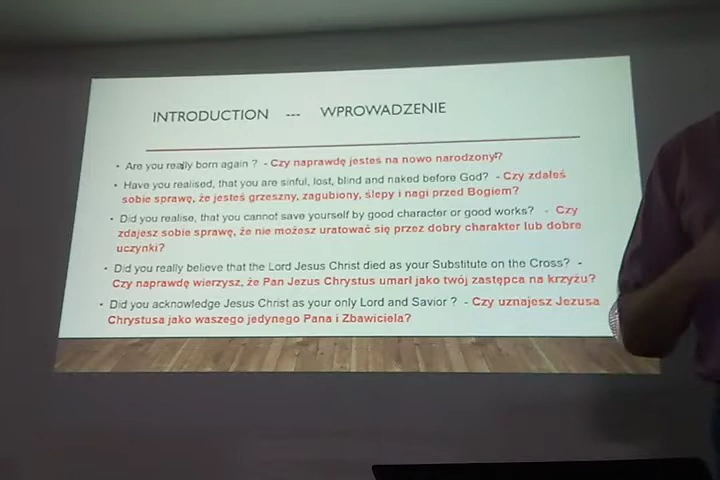 INTRODUCTION --- WPROWADZENIE
• Are you really born again ? - Czy naprawdę jestes na nowo narodzony?
• Have you realised, that you are sinful, lost, blind and naked before God? - Czy zdałeś
sobie sprawę, że jesteś grzeszny, zagubiony, ślepy i nagi przed Bogiem?
• Did you realise, that you cannot save yourself by good character or good works? - Czy
zdajesz sobie sprawę, że nie możesz uratować się przez dobry charakter lub dobre
uczynki?
• Did you really believe that the Lord Jesus Christ died as your Substitute on the Cross? -
Czy naprawdę wierzysz, że Pan Jezus Chrystus umarł jako twój zastępca na krzyżu?
• Did you acknowledge Jesus Christ as your only Lord and Savior ? - Czy uznajesz Jezusa
Chrystusa jako waszego jedynego Pana i Zbawiciela?